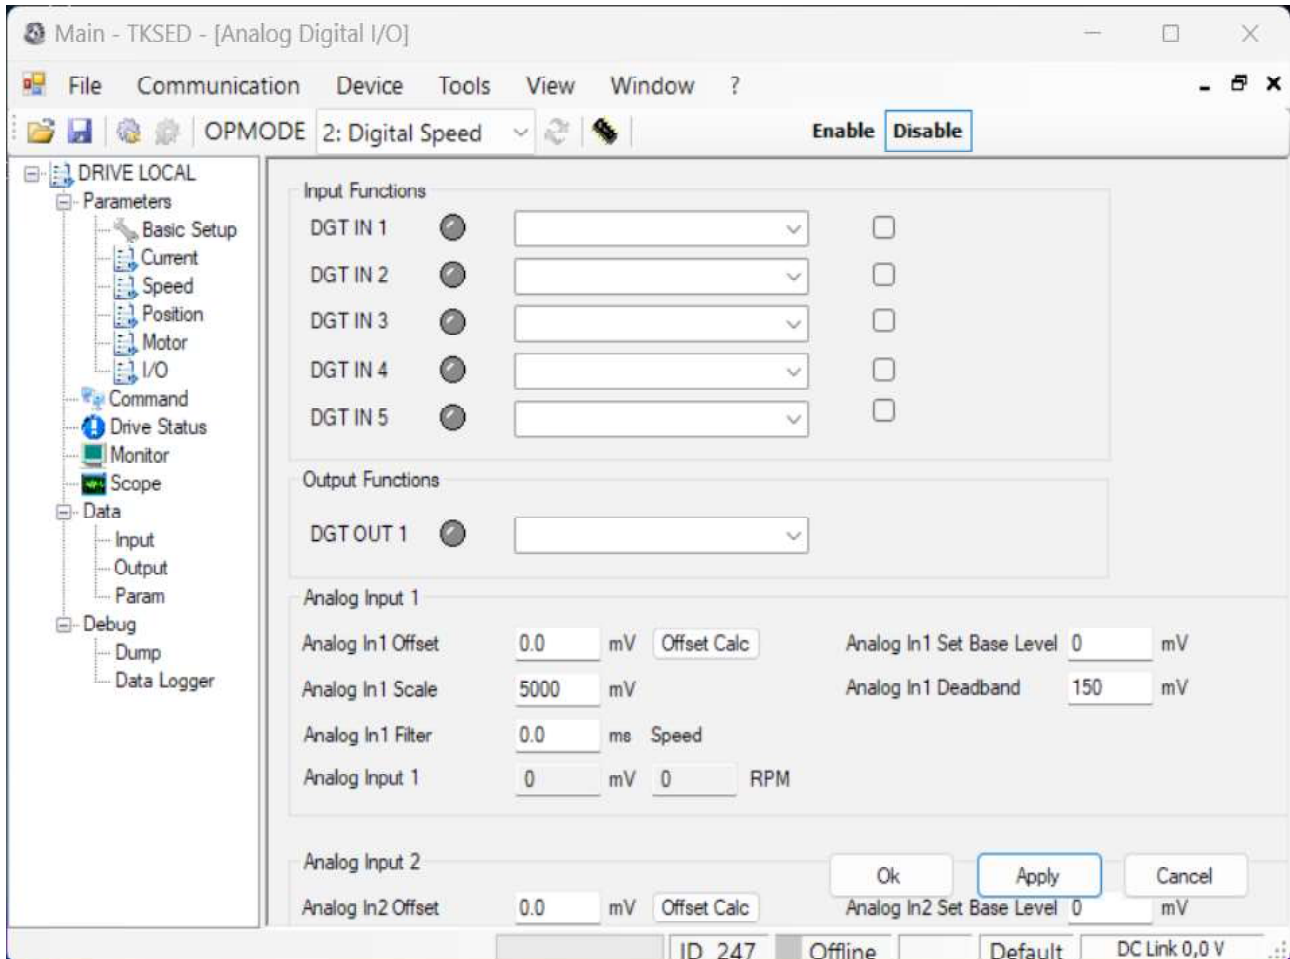 Main - TKSED - [Analog Digital I/O]
File Communication Device Tools View Window ?
OPMODE 2: Digital Speed Enable Disable
DRIVE LOCAL
Parameters
Basic Setup
Current
Speed
Position
Motor
I/O
Command
Drive Status
Monitor
Scope
Data
Input
Output
Param
Debug
Dump
Data Logger
Input Functions
DGT IN 1
DGT IN 2
DGT IN 3
DGT IN 4
DGT IN 5
Output Functions
DGT OUT 1
Analog Input 1
Analog In1 Offset 0.0 mV Offset Calc Analog In1 Set Base Level 0 mV
Analog In1 Scale 5000 mV Analog In1 Deadband 150 mV
Analog In1 Filter 0.0 ms Speed
Analog Input 1 0 mV 0 RPM
Analog Input 2
Ok Apply Cancel
Analog In2 Offset 0.0 mV Offset Calc Analog In2 Set Base Level 0 mV
ID 247 Offline Default DC Link 0,0 V